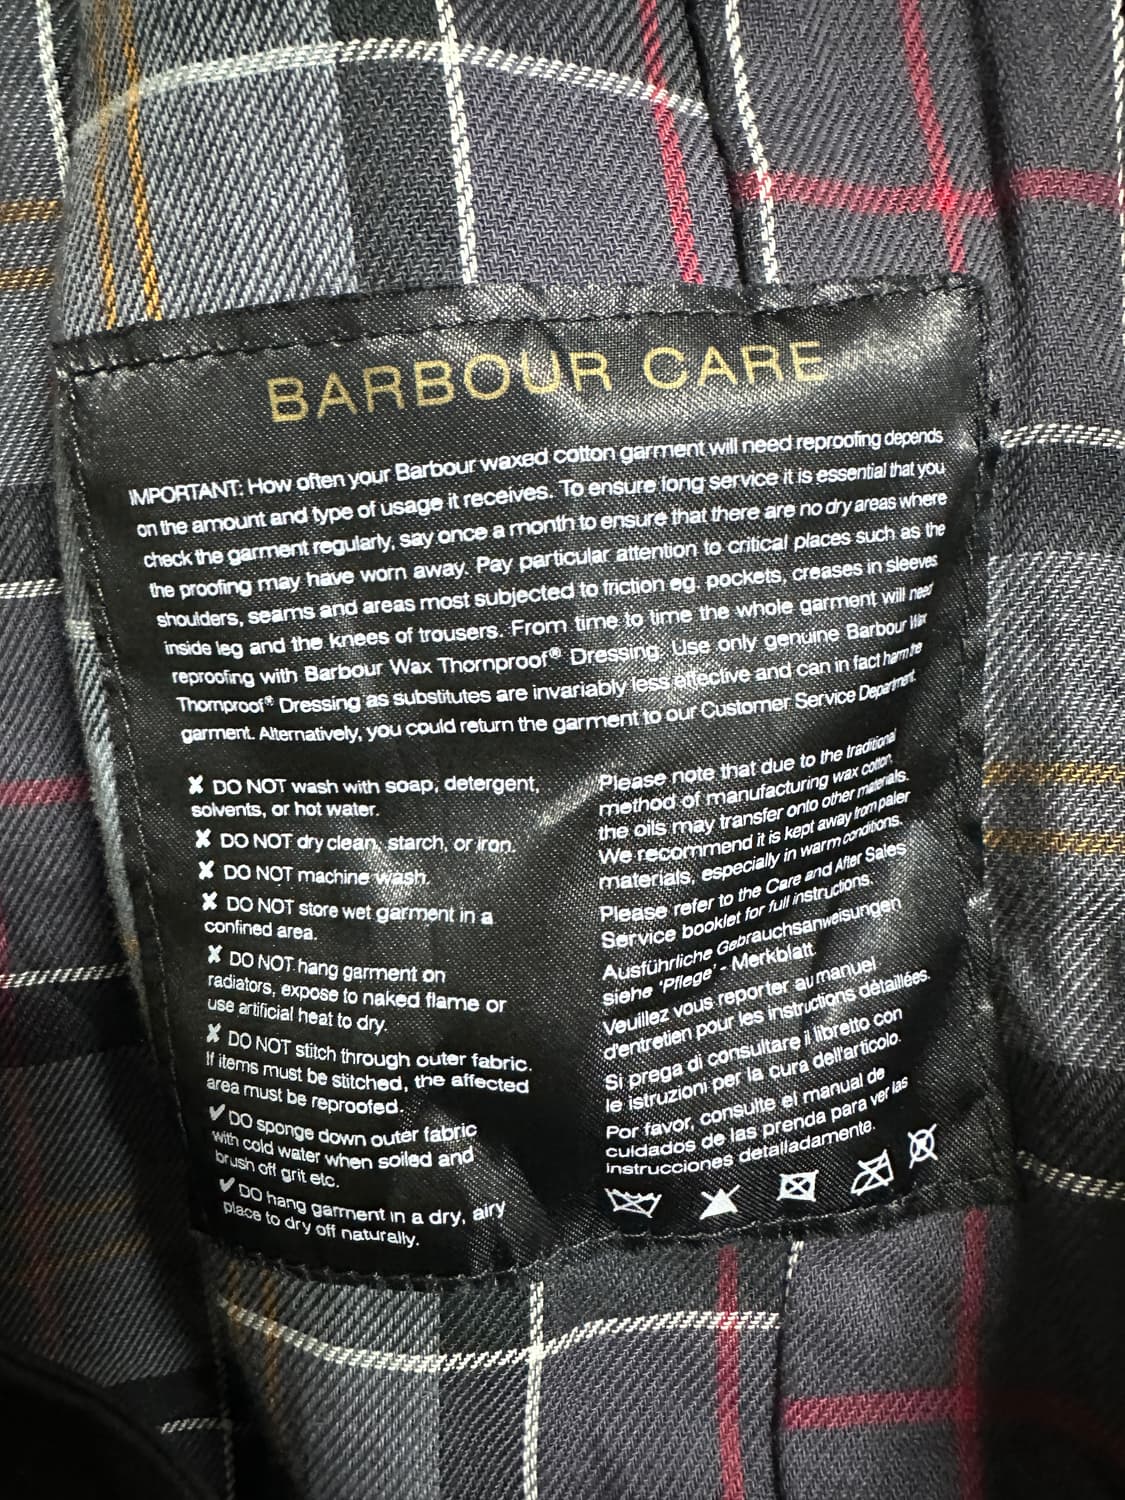 BARBOUR CARE
IMPORTANT: How often your Barbour waxed cotton garment will need reproofing depends
on the amount and type of usage it receives. To ensure long service it is essential that you
check the garment regularly, say once a month to ensure that there are no dry areas where
the proofing may have worn away. Pay particular attention to critical places such as the
shoulders, seams and areas most subjected to friction eg. pockets, creases in sleeves
inside leg and the knees of trousers. From time to time the whole garment will need
reproofing with Barbour Wax Thornproof® Dressing. Use only genuine Barbour Wax
Thornproof® Dressing as substitutes are invariably less effective and can in fact harm the
garment. Alternatively, you could return the garment to our Customer Service Department.
✘ DO NOT wash with soap, detergent,
solvents, or hot water.
✘ DO NOT dry clean, starch, or iron.
✘ DO NOT machine wash.
✘ DO NOT store wet garment in a
confined area.
✘ DO NOT hang garment on
radiators, expose to naked flame or
use artificial heat to dry.
✘ DO NOT stitch through outer fabric.
If items must be stitched, the affected
area must be reproofed.
✔ DO sponge down outer fabric
with cold water when soiled and
brush off grit etc.
✔ DO hang garment in a dry, airy
place to dry off naturally.
Please note that due to the traditional
method of manufacturing wax cotton,
the oils may transfer onto other materials.
We recommend it is kept away from paler
materials, especially in warm conditions.
Please refer to the Care and After Sales
Service booklet for full instructions.
Ausführliche Gebrauchsanweisungen
siehe 'Pflege' - Merkblatt.
Veuillez vous reporter au manuel
d'entretien pour les instructions détaillées.
Si prega di consultare il libretto con
le istruzioni per la cura dell'articolo.
Por favor, consulte el manual de
cuidados de las prenda para ver las
instrucciones detalladamente.